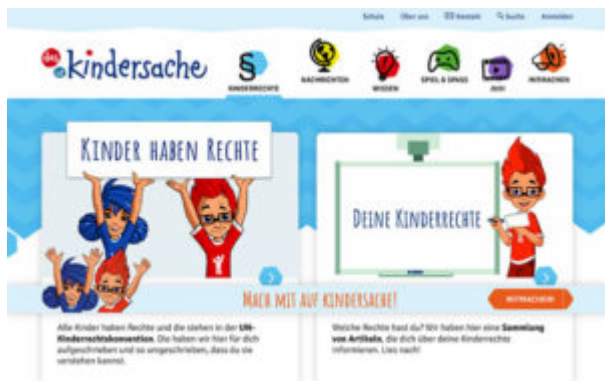 Schule Über uns Kontakt Suche Anmelden
kindersache
§
KINDERRECHTE NACHRICHTEN WISSEN SPIEL & SPASS JUKI MITMACHEN
KINDER HABEN RECHTE
DEINE KINDERRECHTE
MACH MIT AUF KINDERSACHE!
MITMACHEN!
Alle Kinder haben Rechte und die stehen in der UN-
Kinderrechtskonvention. Die haben wir hier für dich
aufgeschrieben und so umgeschrieben, dass du sie
verstehen kannst.
Welche Rechte hast du? Wir haben hier eine Sammlung
von Artikeln, die dich über deine Kinderrechte
informieren. Lies nach!